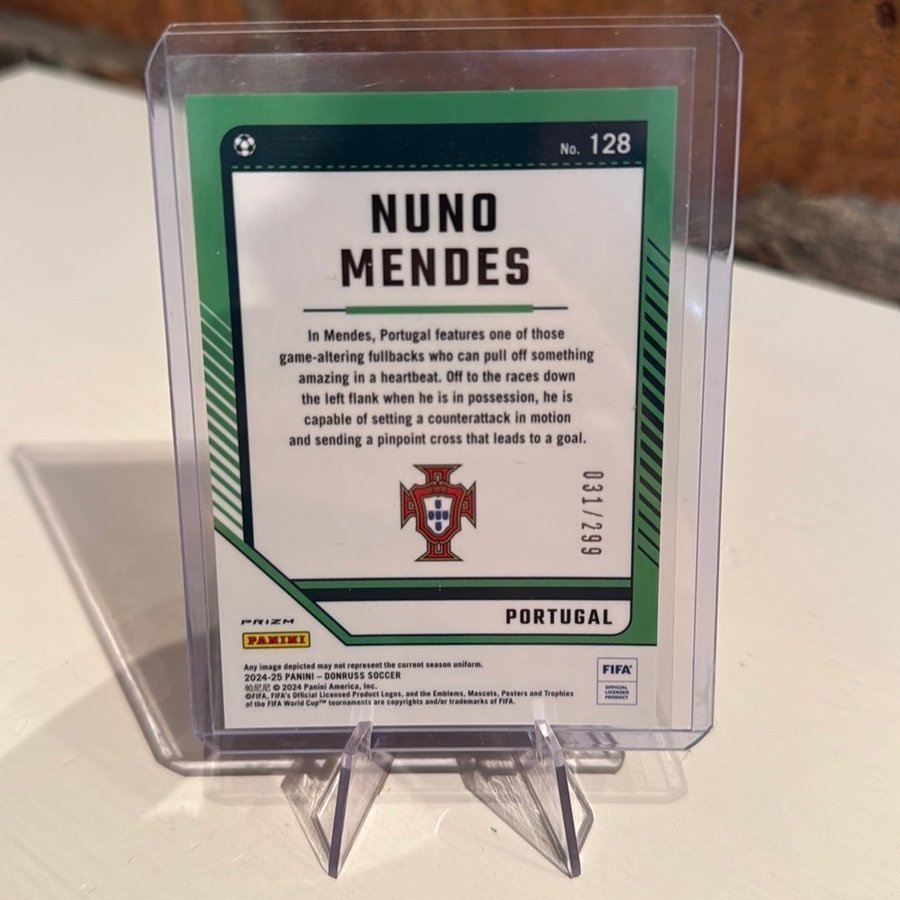 No. 128
NUNO
MENDES
In Mendes, Portugal features one of those
game-altering fullbacks who can pull off something
amazing in a heartbeat. Off to the races down
the left flank when he is in possession, he is
capable of setting a counterattack in motion
and sending a pinpoint cross that leads to a goal.
031/299
PORTUGAL
PRIZM
PANINI
Any image depicted may not represent the current season uniform.
2024-25 PANINI – DONRUSS SOCCER
帕尼尼 © 2024 Panini America, Inc.
©FIFA, FIFA's Official Licensed Product Logos, and the Emblems, Mascots, Posters and Trophies
of the FIFA World Cup™ tournaments are copyrights and/or trademarks of FIFA.
FIFA®
OFFICIAL
LICENSED
PRODUCT